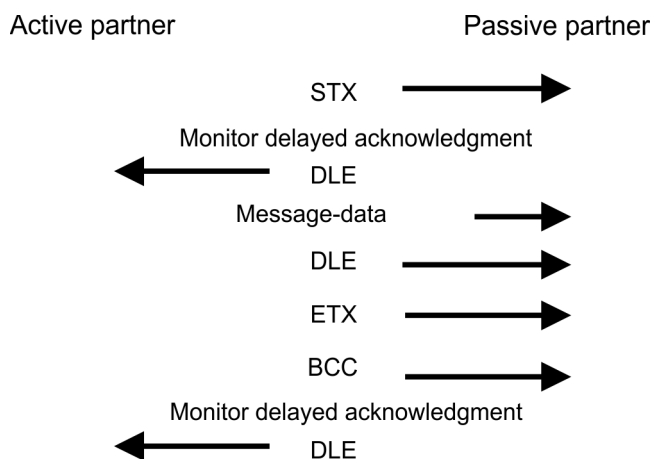 Active partner Passive partner
STX
Monitor delayed acknowledgment
DLE
Message-data
DLE
ETX
BCC
Monitor delayed acknowledgment
DLE